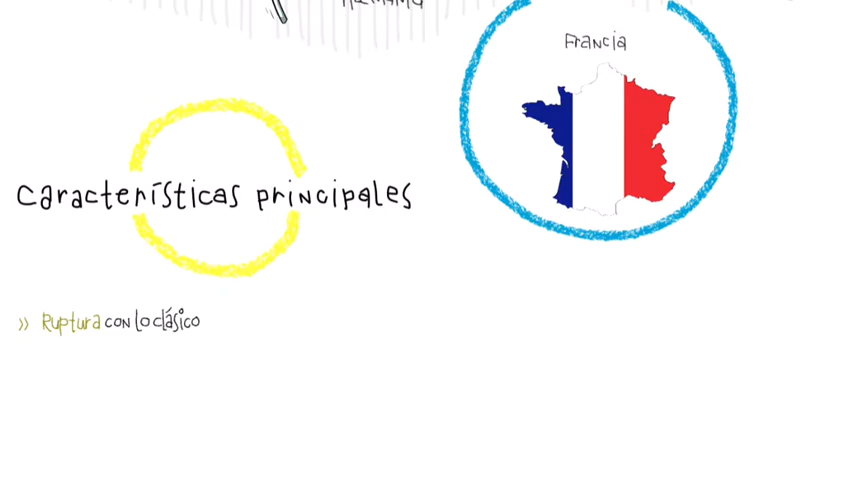 Francia
características principales
>> Ruptura con lo clásico